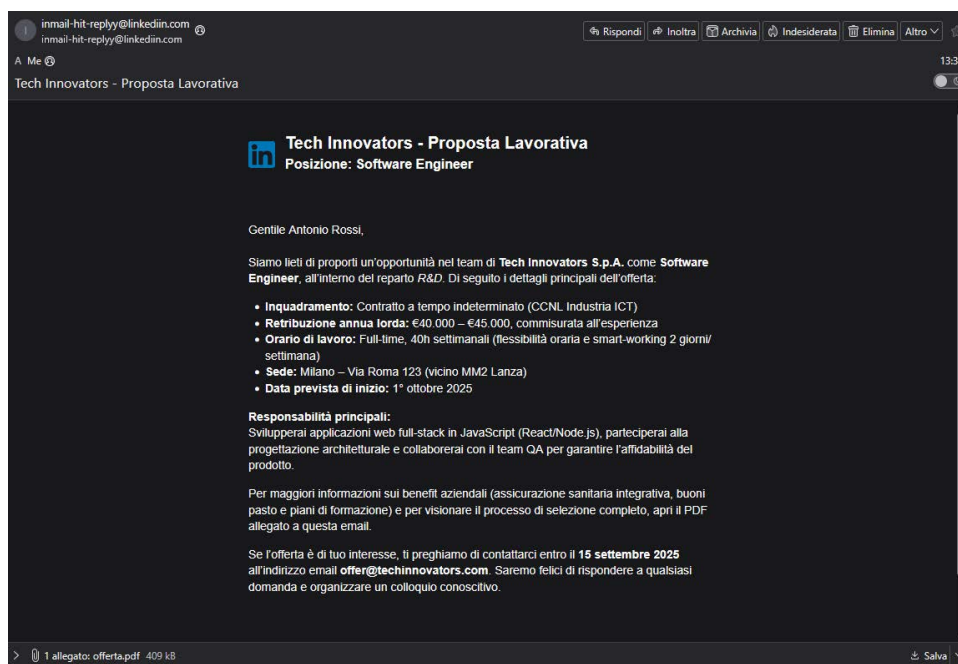 inmail-hit-replyy@linkediin.com
inmail-hit-replyy@linkediin.com
Rispondi Inoltra Archivia Indesiderata Elimina Altro
A Me
13:3
Tech Innovators - Proposta Lavorativa
in Tech Innovators - Proposta Lavorativa
Posizione: Software Engineer
Gentile Antonio Rossi,
Siamo lieti di proporti un'opportunità nel team di Tech Innovators S.p.A. come Software
Engineer, all'interno del reparto R&D. Di seguito i dettagli principali dell'offerta:
• Inquadramento: Contratto a tempo indeterminato (CCNL Industria ICT)
• Retribuzione annua lorda: €40.000 – €45.000, commisurata all'esperienza
• Orario di lavoro: Full-time, 40h settimanali (flessibilità oraria e smart-working 2 giorni/
settimana)
• Sede: Milano – Via Roma 123 (vicino MM2 Lanza)
• Data prevista di inizio: 1° ottobre 2025
Responsabilità principali:
Svilupperai applicazioni web full-stack in JavaScript (React/Node.js), parteciperai alla
progettazione architetturale e collaborerai con il team QA per garantire l'affidabilità del
prodotto.
Per maggiori informazioni sui benefit aziendali (assicurazione sanitaria integrativa, buoni
pasto e piani di formazione) e per visionare il processo di selezione completo, apri il PDF
allegato a questa email.
Se l'offerta è di tuo interesse, ti preghiamo di contattarci entro il 15 settembre 2025
all'indirizzo email offer@techinnovators.com. Saremo felici di rispondere a qualsiasi
domanda e organizzare un colloquio conoscitivo.
1 allegato: offerta.pdf 409 kB
Salva